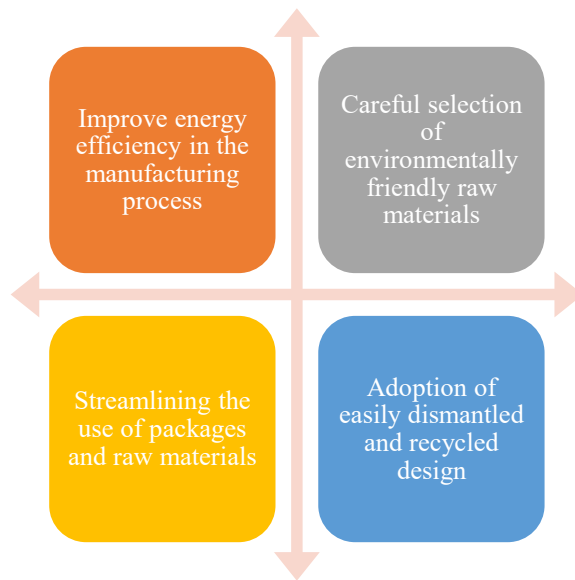 Improve energy
efficiency in the
manufacturing
process
Careful selection
of
environmentally
friendly raw
materials
Streamlining the
use of packages
and raw materials
Adoption of
easily dismantled
and recycled
design